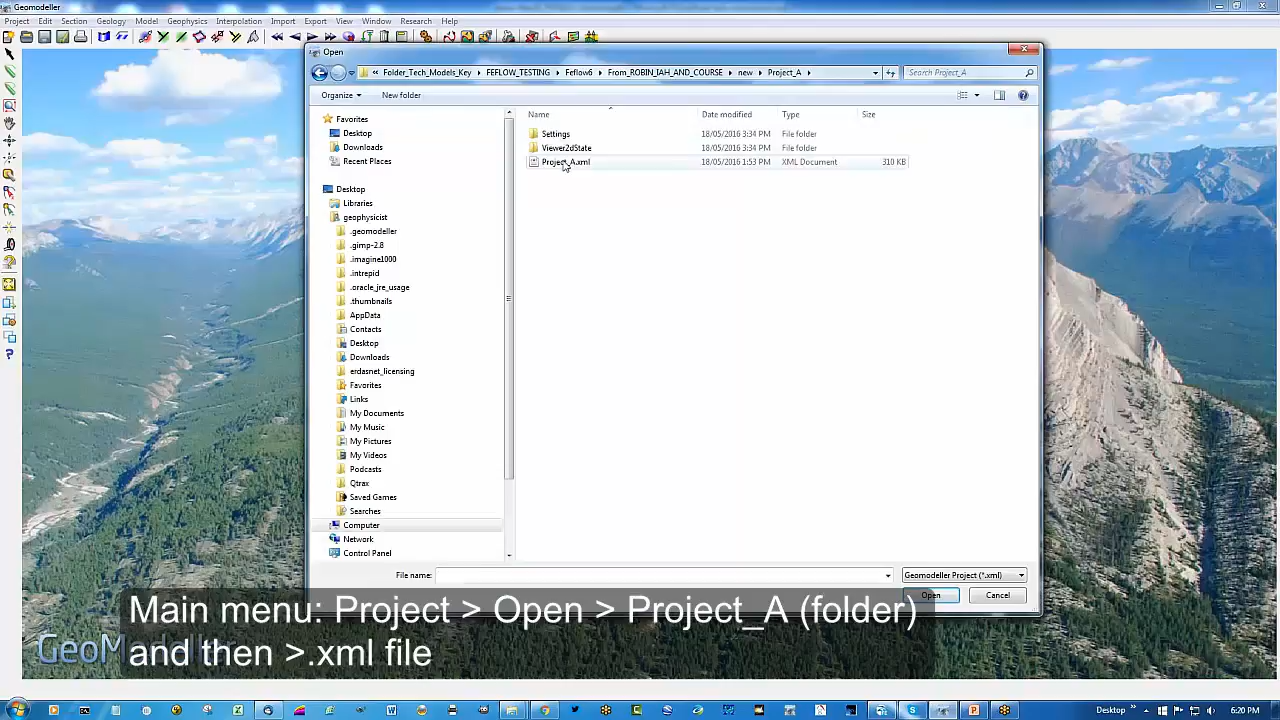 Geomodeller
Project Edit Section Geology Model Geophysics Interpolation Import Export View Window Research Help
Open
« Folder_Tech_Models_Key FEFLOW_TESTING Feflow6 From_ROBIN_IAH_AND_COURSE new Project_A
Search Project_A
Organize New folder
Name Date modified Type Size
Settings 18/05/2016 3:34 PM File folder
Viewer2dState 18/05/2016 3:34 PM File folder
Project_A.xml 18/05/2016 1:53 PM XML Document 310 KB
Favorites
Desktop
Downloads
Recent Places
Desktop
Libraries
geophysicist
.geomodeller
.gimp-2.8
.imagine1000
.intrepid
.oracle_jre_usage
.thumbnails
AppData
Contacts
Desktop
Downloads
erdasnet_licensing
Favorites
Links
My Documents
My Music
My Pictures
My Videos
Podcasts
Qtrax
Saved Games
Searches
Computer
Network
Control Panel
File name:
Geomodeller Project (*.xml)
Open Cancel
Main menu: Project > Open > Project_A (folder)
and then >.xml file
GeoM
Desktop
6:20 PM